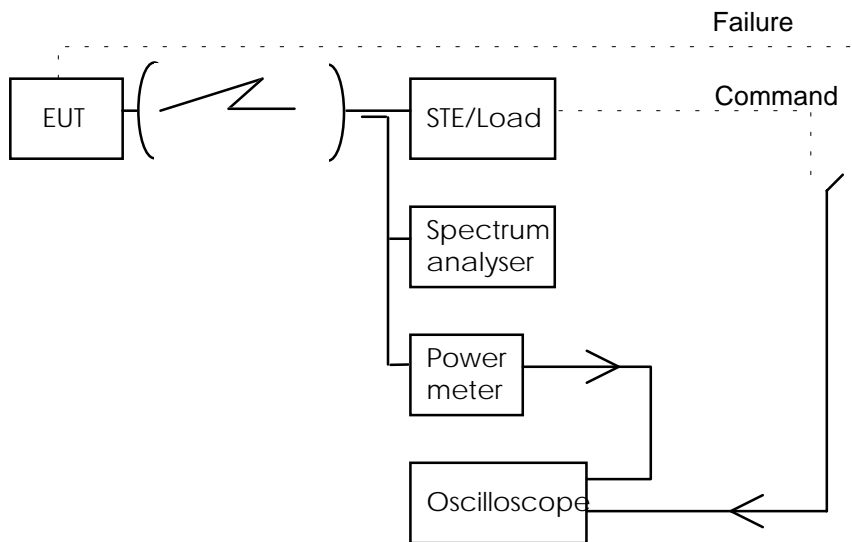 Failure
EUT
STE/Load
Command
Spectrum
analyser
Power
meter
Oscilloscope